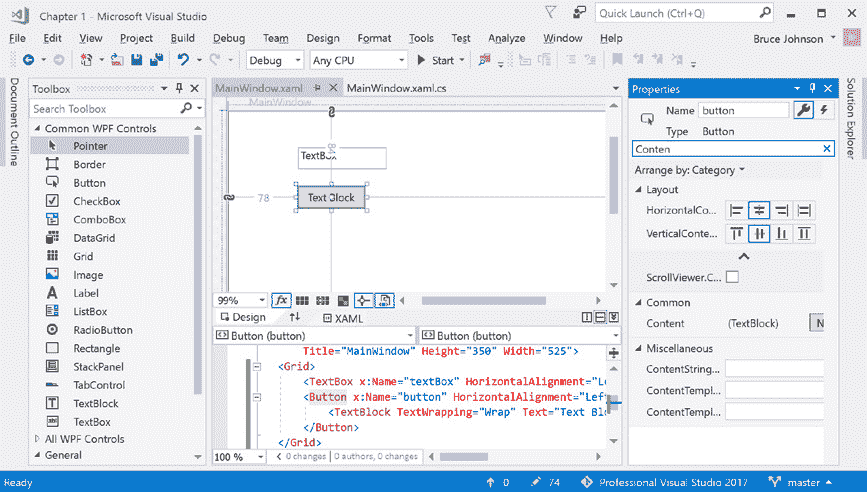 Chapter 1 - Microsoft Visual Studio
Quick Launch (Ctrl+Q)
File Edit View Project Build Debug Team Design Format Tools Test Analyze Window Help Bruce Johnson
Debug Any CPU Start
Document Outline
Toolbox
Search Toolbox
Common WPF Controls
Pointer
Border
Button
CheckBox
ComboBox
DataGrid
Grid
Image
Label
ListBox
RadioButton
Rectangle
StackPanel
TabControl
TextBlock
TextBox
All WPF Controls
General
MainWindow.xaml MainWindow.xaml.cs
MainWindow
84
TextBox
78
Text Block
99%
Design XAML
Button (button) Button (button)
Title="MainWindow" Height="350" Width="525">
<Grid>
<TextBox x:Name="textBox" HorizontalAlignment="Le
<Button x:Name="button" HorizontalAlignment="Left
<TextBlock TextWrapping="Wrap" Text="Text Blo
</Button>
</Grid>
100 % 0 changes | 0 authors, 0 changes
Properties
Name button
Type Button
Conten
Arrange by: Category
Layout
HorizontalCo...
VerticalConte...
ScrollViewer.C...
Common
Content (TextBlock) N
Miscellaneous
ContentString...
ContentTempl...
ContentTempl...
Solution Explorer
Ready 0 74 Professional Visual Studio 2017 master